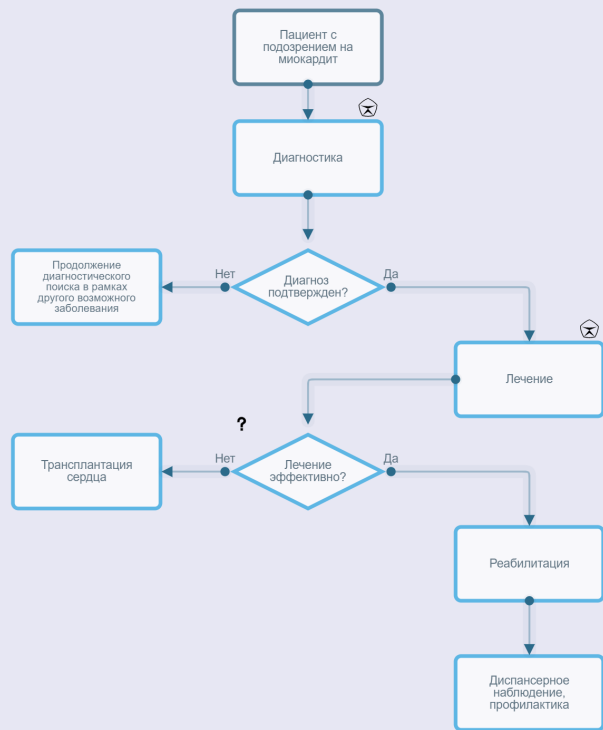 Пациент с
подозрением на
миокардит
Диагностика
Продолжение
диагностического
поиска в рамках
другого возможного
заболевания
Нет
Диагноз
подтвержден?
Да
Лечение
?
Трансплантация
сердца
Нет
Лечение
эффективно?
Да
Реабилитация
Диспансерное
наблюдение,
профилактика